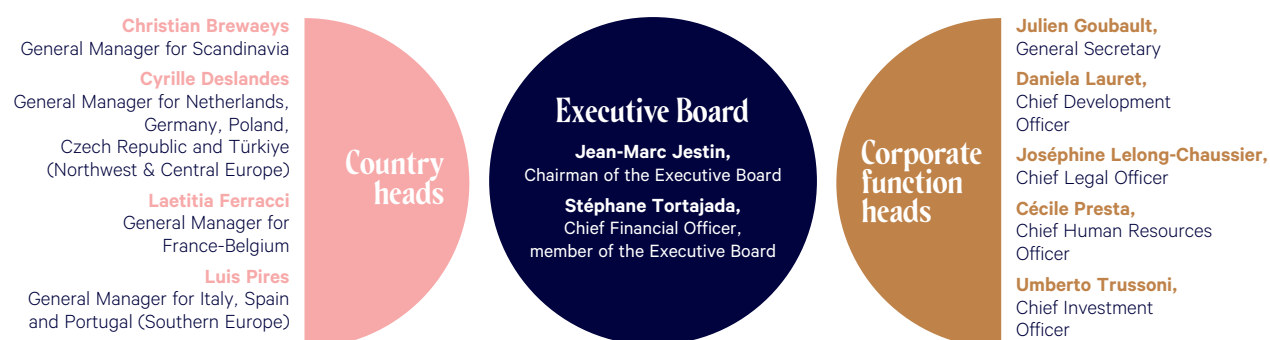 Christian Brewaeys
General Manager for Scandinavia
Cyrille Deslandes
General Manager for Netherlands,
Germany, Poland,
Czech Republic and Türkiye
(Northwest & Central Europe)
Laetitia Ferracci
General Manager for
France-Belgium
Luis Pires
General Manager for Italy, Spain
and Portugal (Southern Europe)
Country
heads
Executive Board
Jean-Marc Jestin,
Chairman of the Executive Board
Stéphane Tortajada,
Chief Financial Officer,
member of the Executive Board
Corporate
function
heads
Julien Goubault,
General Secretary
Daniela Lauret,
Chief Development
Officer
Joséphine Lelong-Chaussier,
Chief Legal Officer
Cécile Presta,
Chief Human Resources
Officer
Umberto Trussoni,
Chief Investment
Officer